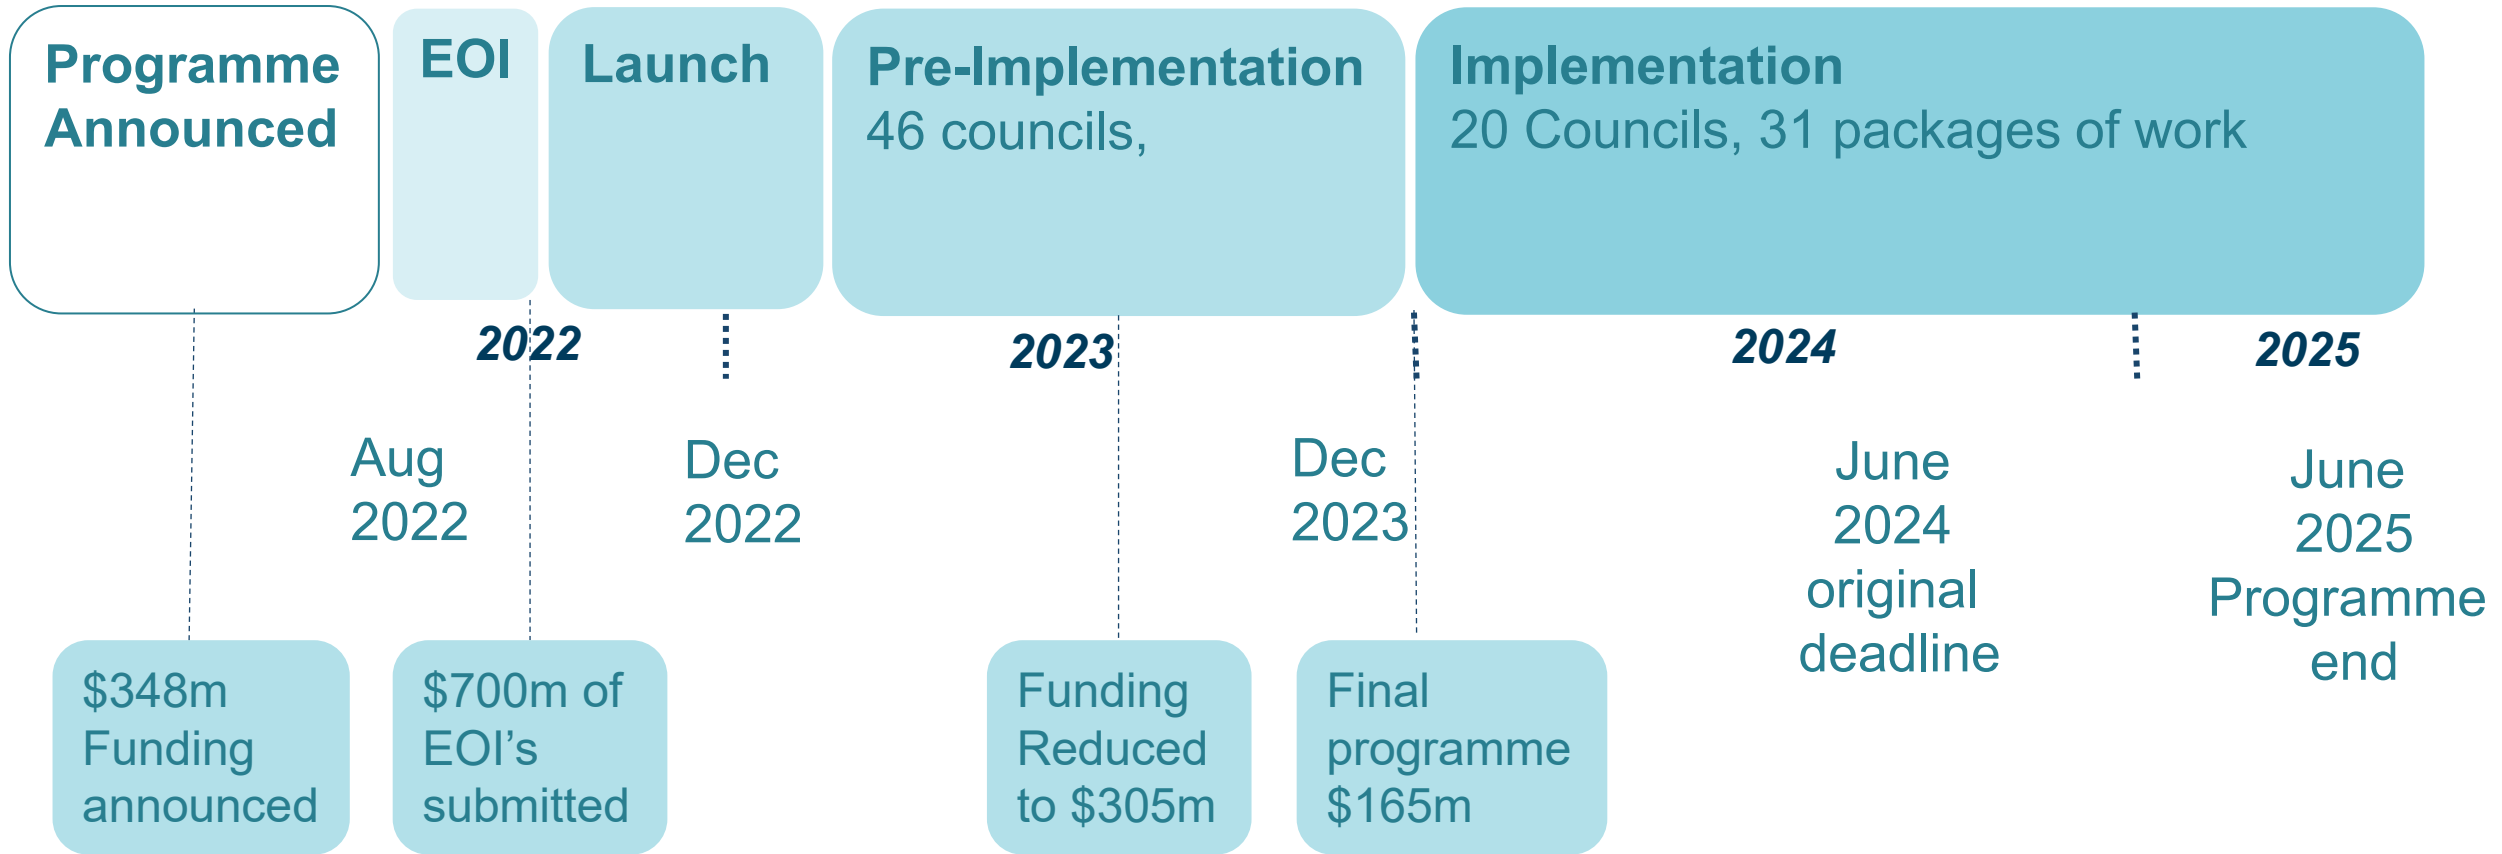 Programme
Announced
EOI
Launch
Pre-Implementation
46 councils,
Implementation
20 Councils, 31 packages of work
2022
2023
2024
2025
Aug
2022
Dec
2022
Dec
2023
June
2024
original
deadline
June
2025
Programme
end
$348m
Funding
announced
$700m of
EOI's
submitted
Funding
Reduced
to $305m
Final
programme
$165m